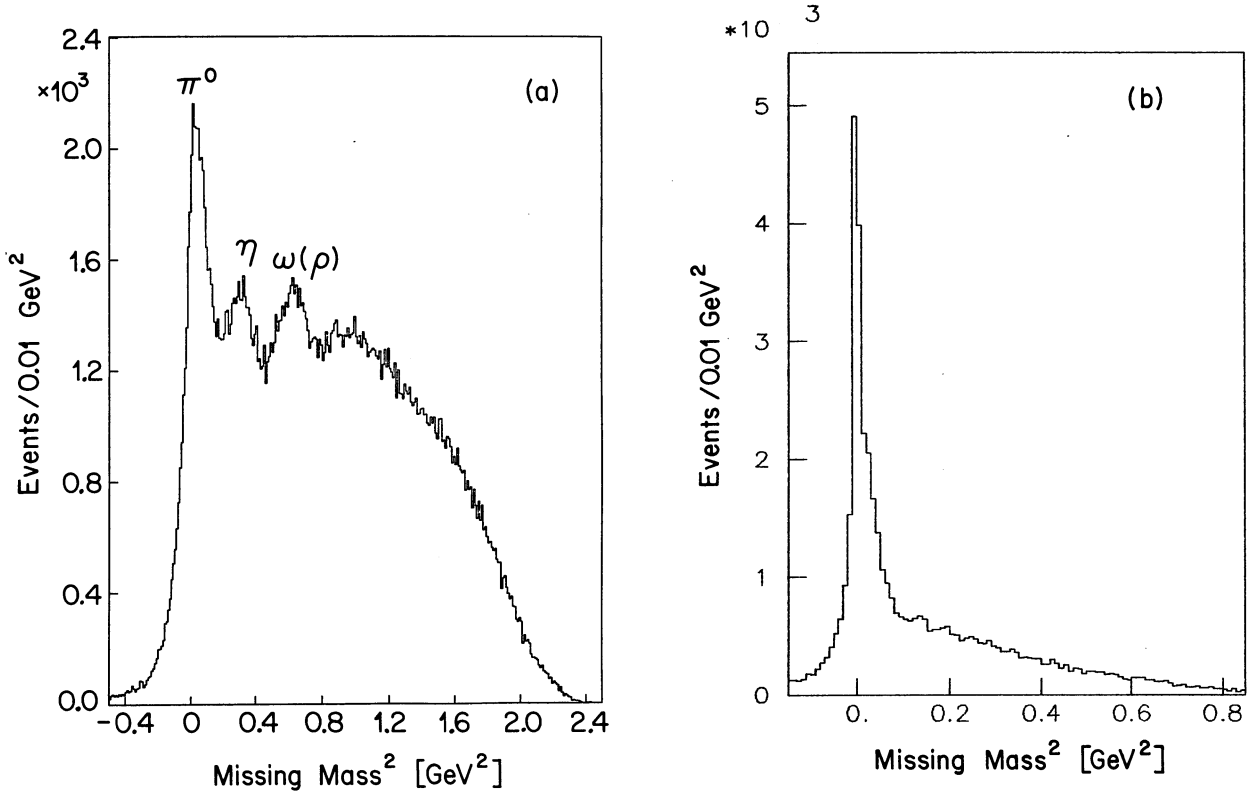 2.4
×10³
π⁰
(a)
2.0
1.6
η
ω(ρ)
1.2
0.8
0.4
0.0
−0.4 0 0.4 0.8 1.2 1.6 2.0 2.4
Events/0.01 GeV²
Missing Mass² [GeV²]
*10 3
(b)
5
4
3
2
1
0
0. 0.2 0.4 0.6 0.8
Events/0.01 GeV²
Missing Mass² [GeV²]